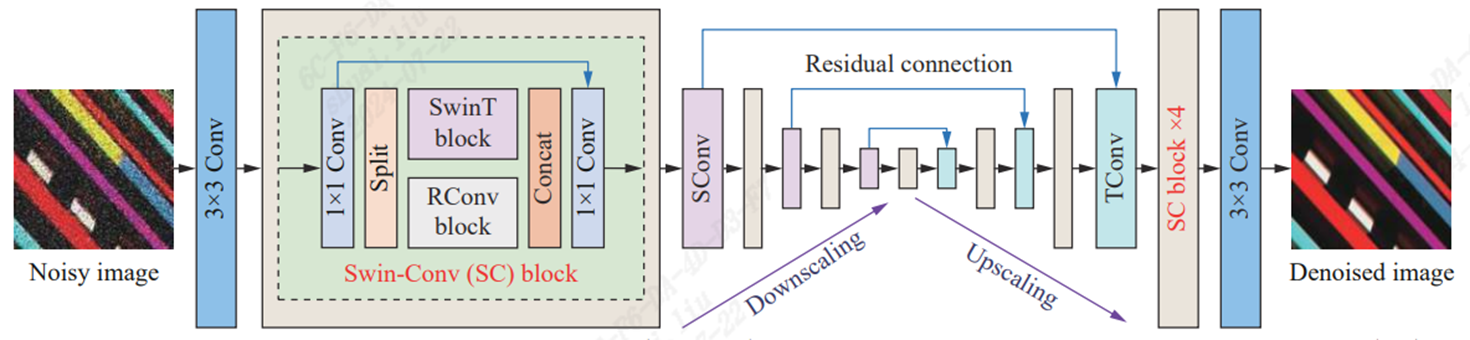 Noisy image
3×3 Conv
1×1 Conv
Split
SwinT
block
RConv
block
Concat
1×1 Conv
Swin-Conv (SC) block
SConv
Residual connection
Downscaling
Upscaling
TConv
SC block ×4
3×3 Conv
Denoised image